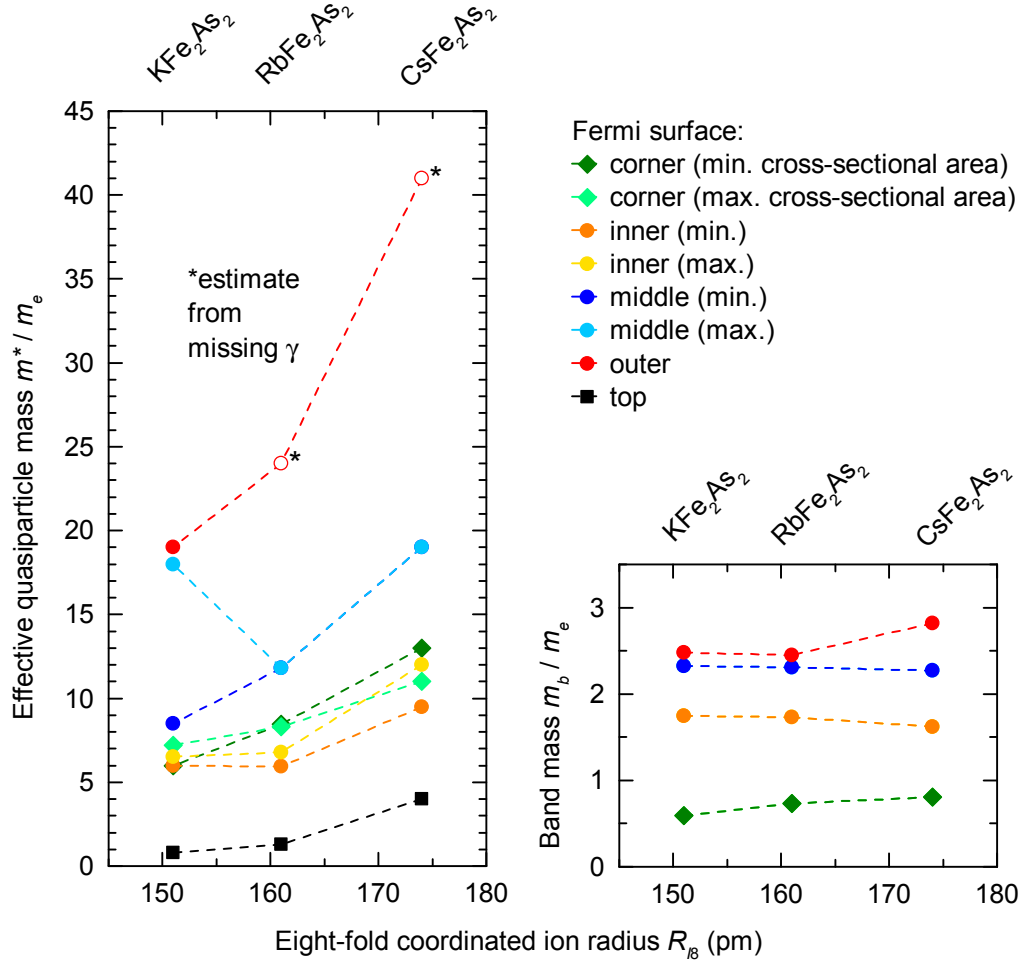 KFe₂As₂
RbFe₂As₂
CsFe₂As₂
45
40
35
30
25
20
15
10
5
0
Effective quasiparticle mass m* / mₑ
*
*
*estimate
from
missing γ
150
160
170
180
Fermi surface:
corner (min. cross-sectional area)
corner (max. cross-sectional area)
inner (min.)
inner (max.)
middle (min.)
middle (max.)
outer
top
KFe₂As₂
RbFe₂As₂
CsFe₂As₂
3
2
1
0
Band mass m_b / mₑ
150
160
170
180
Eight-fold coordinated ion radius R_I8 (pm)